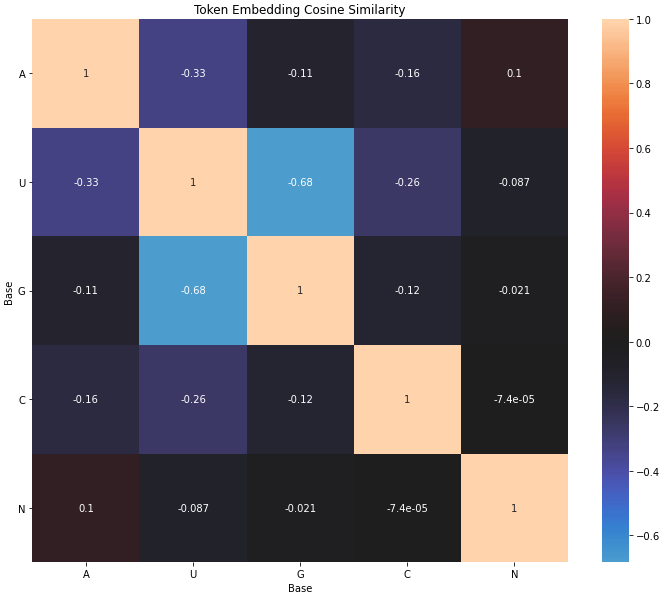 Token Embedding Cosine Similarity
A 1 -0.33 -0.11 -0.16 0.1
U -0.33 1 -0.68 -0.26 -0.087
G -0.11 -0.68 1 -0.12 -0.021
C -0.16 -0.26 -0.12 1 -7.4e-05
N 0.1 -0.087 -0.021 -7.4e-05 1
Base
A U G C N
Base
1.0
0.8
0.6
0.4
0.2
0.0
-0.2
-0.4
-0.6